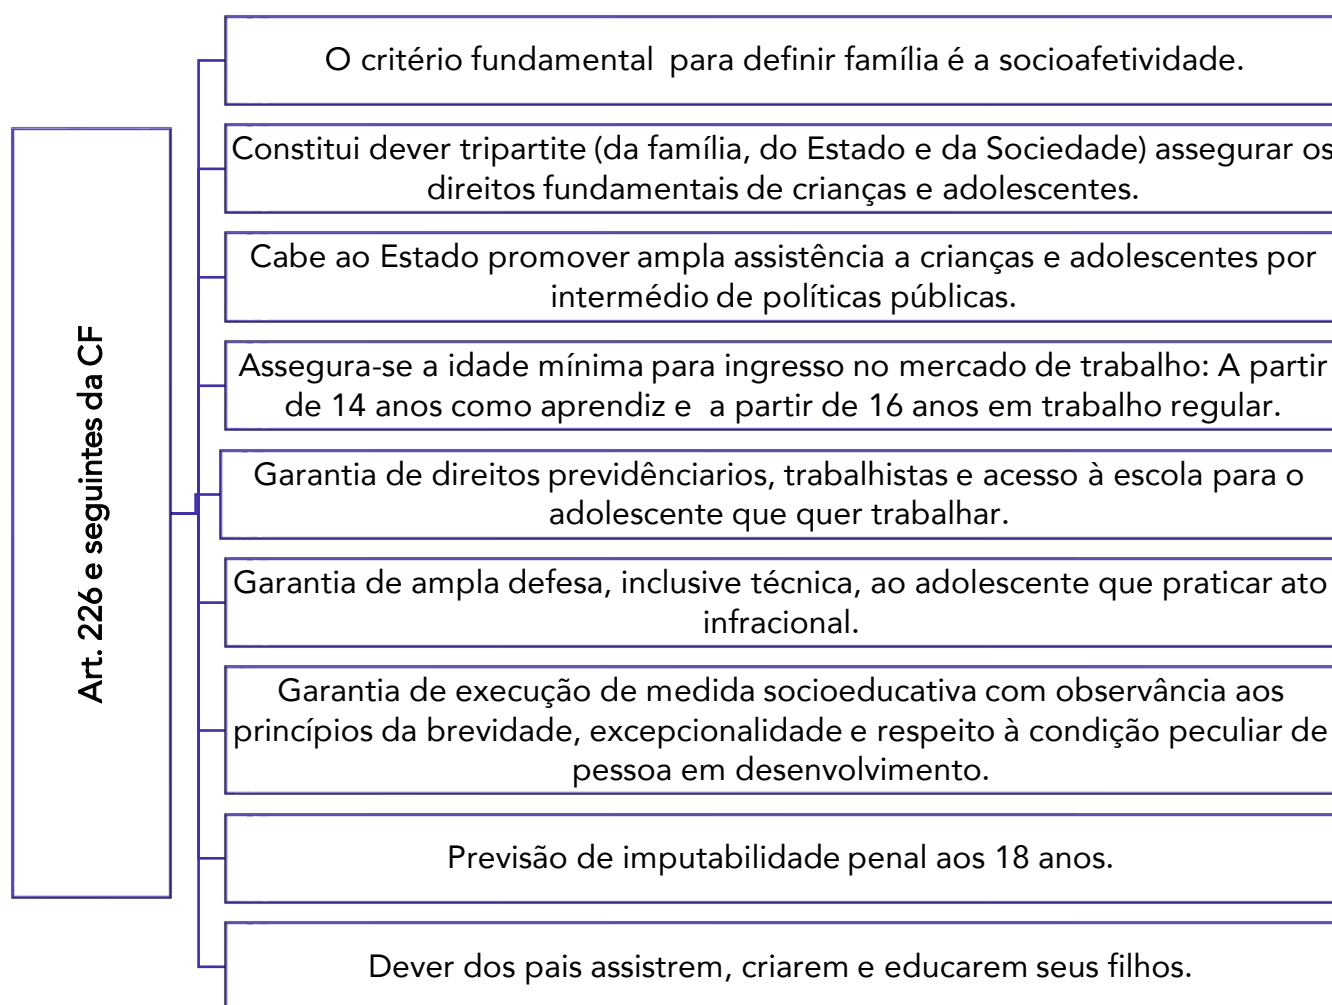 Art. 226 e seguintes da CF
O critério fundamental para definir família é a socioafetividade.
Constitui dever tripartite (da família, do Estado e da Sociedade) assegurar os
direitos fundamentais de crianças e adolescentes.
Cabe ao Estado promover ampla assistência a crianças e adolescentes por
intermédio de políticas públicas.
Assegura-se a idade mínima para ingresso no mercado de trabalho: A partir
de 14 anos como aprendiz e a partir de 16 anos em trabalho regular.
Garantia de direitos previdênciarios, trabalhistas e acesso à escola para o
adolescente que quer trabalhar.
Garantia de ampla defesa, inclusive técnica, ao adolescente que praticar ato
infracional.
Garantia de execução de medida socioeducativa com observância aos
princípios da brevidade, excepcionalidade e respeito à condição peculiar de
pessoa em desenvolvimento.
Previsão de imputabilidade penal aos 18 anos.
Dever dos pais assistrem, criarem e educarem seus filhos.